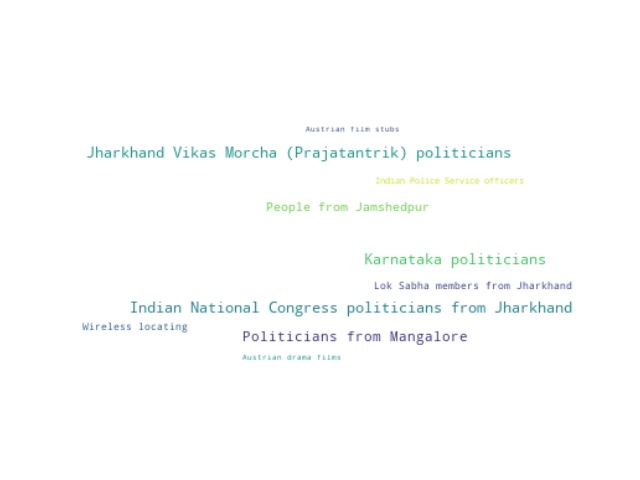 Austrian film stubs
Jharkhand Vikas Morcha (Prajatantrik) politicians
Indian Police Service officers
People from Jamshedpur
Karnataka politicians
Lok Sabha members from Jharkhand
Indian National Congress politicians from Jharkhand
Wireless locating
Politicians from Mangalore
Austrian drama films